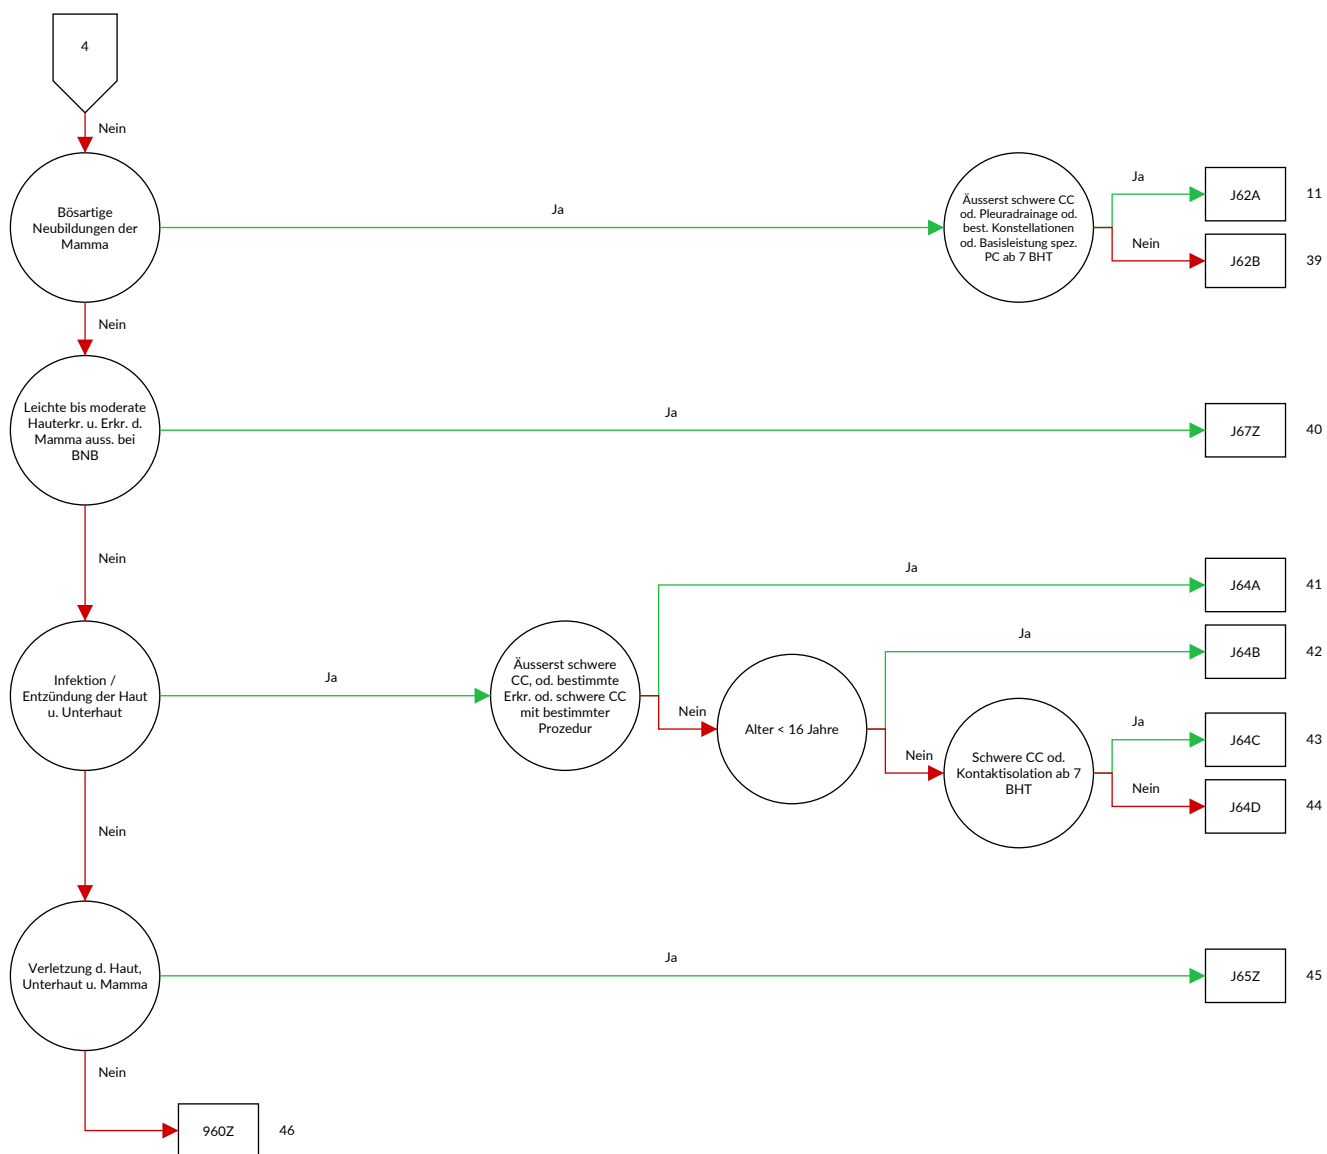 4
Nein
Bösartige
Neubildungen der
Mamma
Ja
Äusserst schwere CC
od. Pleuradrainage od.
best. Konstellationen
od. Basisleistung spez.
PC ab 7 BHT
Ja
J62A
11
Nein
J62B
39
Nein
Leichte bis moderate
Hauterkr. u. Erkr. d.
Mamma auss. bei
BNB
Ja
J67Z
40
Nein
Infektion /
Entzündung der Haut
u. Unterhaut
Ja
Äusserst schwere
CC, od. bestimmte
Erkr. od. schwere CC
mit bestimmter
Prozedur
Ja
J64A
41
Nein
Alter < 16 Jahre
Ja
J64B
42
Nein
Schwere CC od.
Kontaktisolation ab 7
BHT
Ja
J64C
43
Nein
J64D
44
Nein
Verletzung d. Haut,
Unterhaut u. Mamma
Ja
J65Z
45
Nein
960Z
46